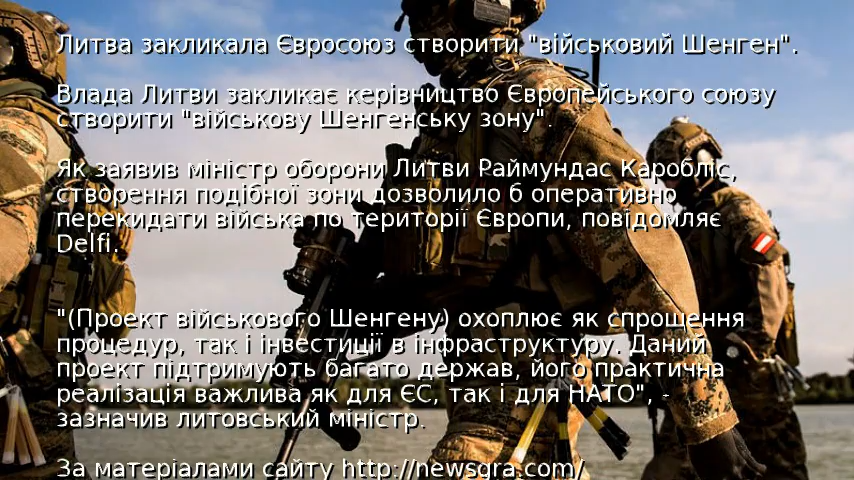 Литва закликала Євросоюз створити "військовий Шенген".
Влада Литви закликає керівництво Європейського союзу
створити "військову Шенгенську зону".
Як заявив міністр оборони Литви Раймундас Каробліс,
створення подібної зони дозволило б оперативно
перекидати війська по території Європи, повідомляє
Delfi.
"(Проект військового Шенгену) охоплює як спрощення
процедур, так і інвестиції в інфраструктуру. Даний
проект підтримують багато держав, його практична
реалізація важлива як для ЄС, так і для НАТО", -
зазначив литовський міністр.
За матеріалами сайту http://newsgra.com/